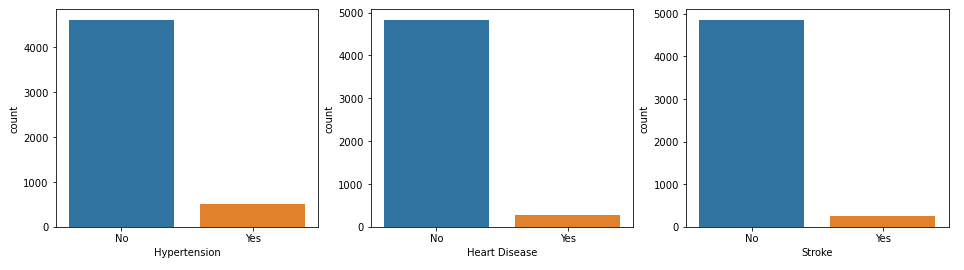 count
4000
3000
2000
1000
0
No Yes
Hypertension
count
5000
4000
3000
2000
1000
0
No Yes
Heart Disease
count
5000
4000
3000
2000
1000
0
No Yes
Stroke